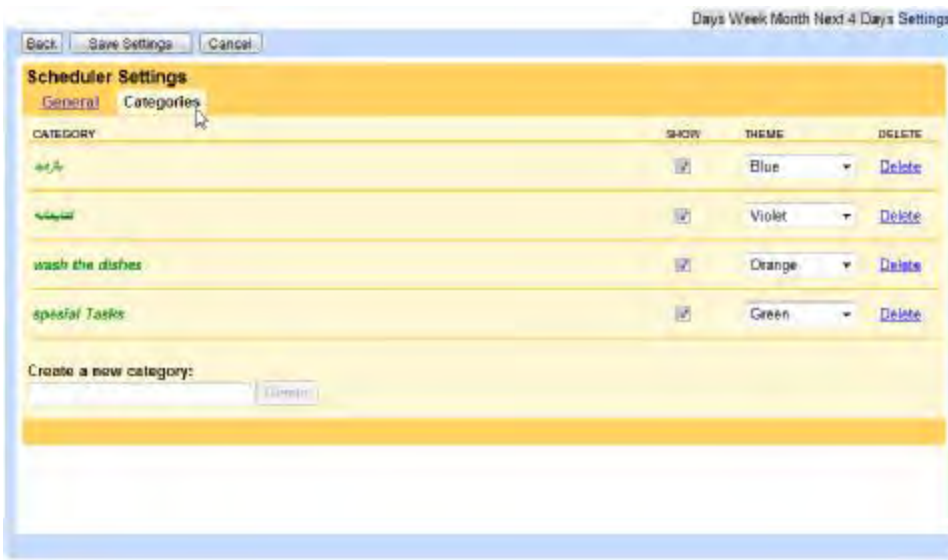 Days Week Month Next 4 Days Settings
Back Save Settings Cancel
Scheduler Settings
General Categories
CATEGORY SHOW THEME DELETE
Blue Delete
Violet Delete
wash the dishes Orange Delete
spesial Tasks Green Delete
Create a new category:
Create